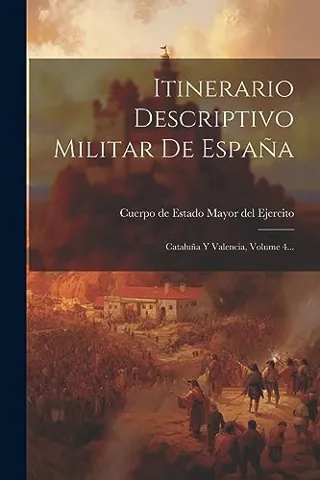 Itinerario
Descriptivo
Militar De España
Cuerpo de Estado Mayor del Ejercito
Cataluña Y Valencia, Volume 4...